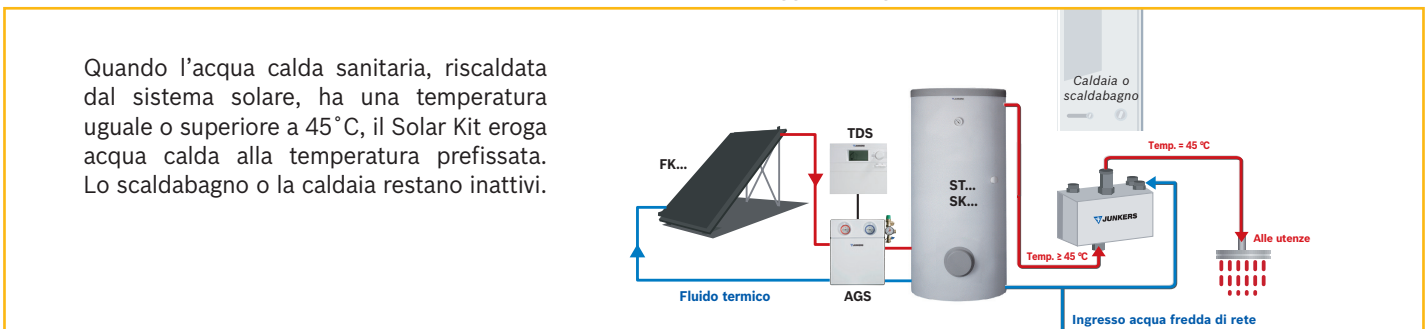 Quando l'acqua calda sanitaria, riscaldata
dal sistema solare, ha una temperatura
uguale o superiore a 45°C, il Solar Kit eroga
acqua calda alla temperatura prefissata.
Lo scaldabagno o la caldaia restano inattivi.
Caldaia o
scaldabagno
TDS
FK...
Temp. = 45 °C
ST...
SK...
JUNKERS
Alle utenze
Temp. ≥ 45 °C
Fluido termico
AGS
Ingresso acqua fredda di rete